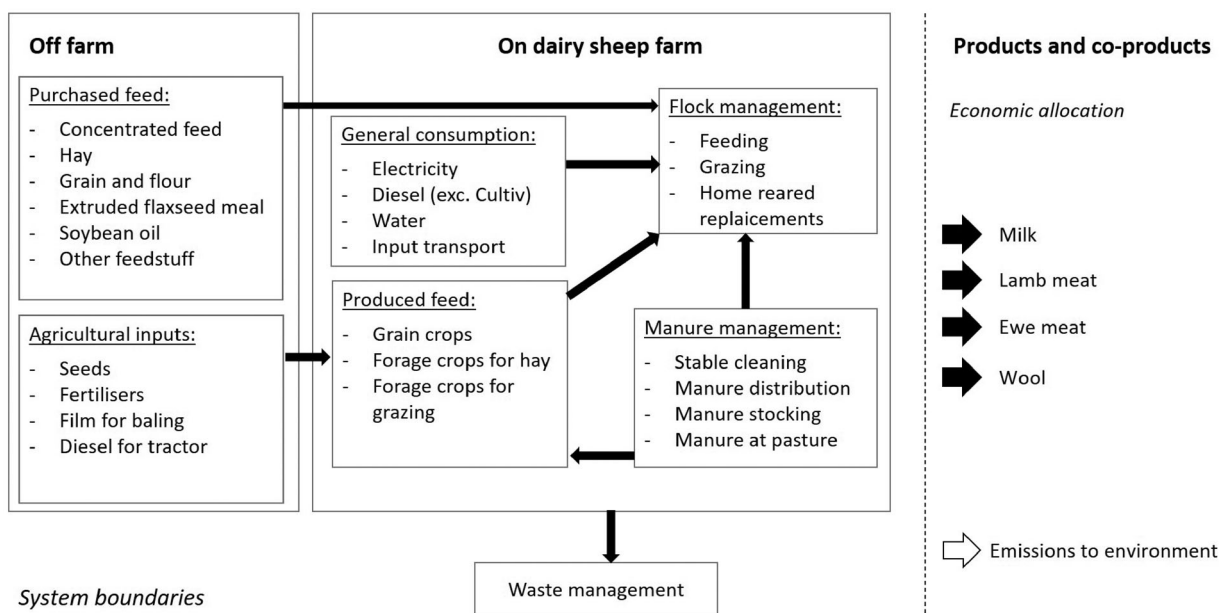 Off farm
Purchased feed:
- Concentrated feed
- Hay
- Grain and flour
- Extruded flaxseed meal
- Soybean oil
- Other feedstuff
Agricultural inputs:
- Seeds
- Fertilisers
- Film for baling
- Diesel for tractor
On dairy sheep farm
General consumption:
- Electricity
- Diesel (exc. Cultiv)
- Water
- Input transport
Produced feed:
- Grain crops
- Forage crops for hay
- Forage crops for
grazing
Flock management:
- Feeding
- Grazing
- Home reared
replaicements
Manure management:
- Stable cleaning
- Manure distribution
- Manure stocking
- Manure at pasture
Waste management
System boundaries
Products and co-products
Economic allocation
Milk
Lamb meat
Ewe meat
Wool
Emissions to environment